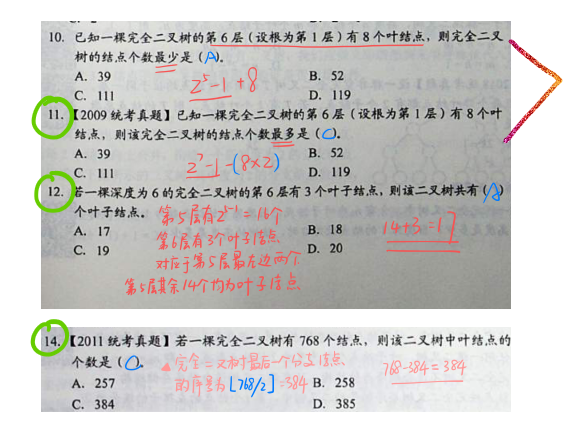 10. 已知一棵完全二叉树的第 6 层（设根为第 1 层）有 8 个叶结点，则完全二叉
树的结点个数最少是（A）。
A. 39 B. 52
C. 111 D. 119
2⁵-1+8
11. 【2009 统考真题】已知一棵完全二叉树的第 6 层（设根为第 1 层）有 8 个叶
结点，则该完全二叉树的结点个数最多是（C）。
A. 39 B. 52
C. 111 D. 119
2⁷-1-(8×2)
12. 若一棵深度为 6 的完全二叉树的第 6 层有 3 个叶子结点，则该二叉树共有（A）
个叶子结点。
A. 17 B. 18
C. 19 D. 20
第5层有2⁵⁻¹=16个
第6层有3个叶子结点
对应于第5层最左边两个
第5层其余14个均为叶子结点
14+3=17
14. 【2011 统考真题】若一棵完全二叉树有 768 个结点，则该二叉树中叶结点的
个数是（C）。
A. 257 B. 258
C. 384 D. 385
完全二叉树最后一个分支结点
的序号为⌊768/2⌋=384
768-384=384